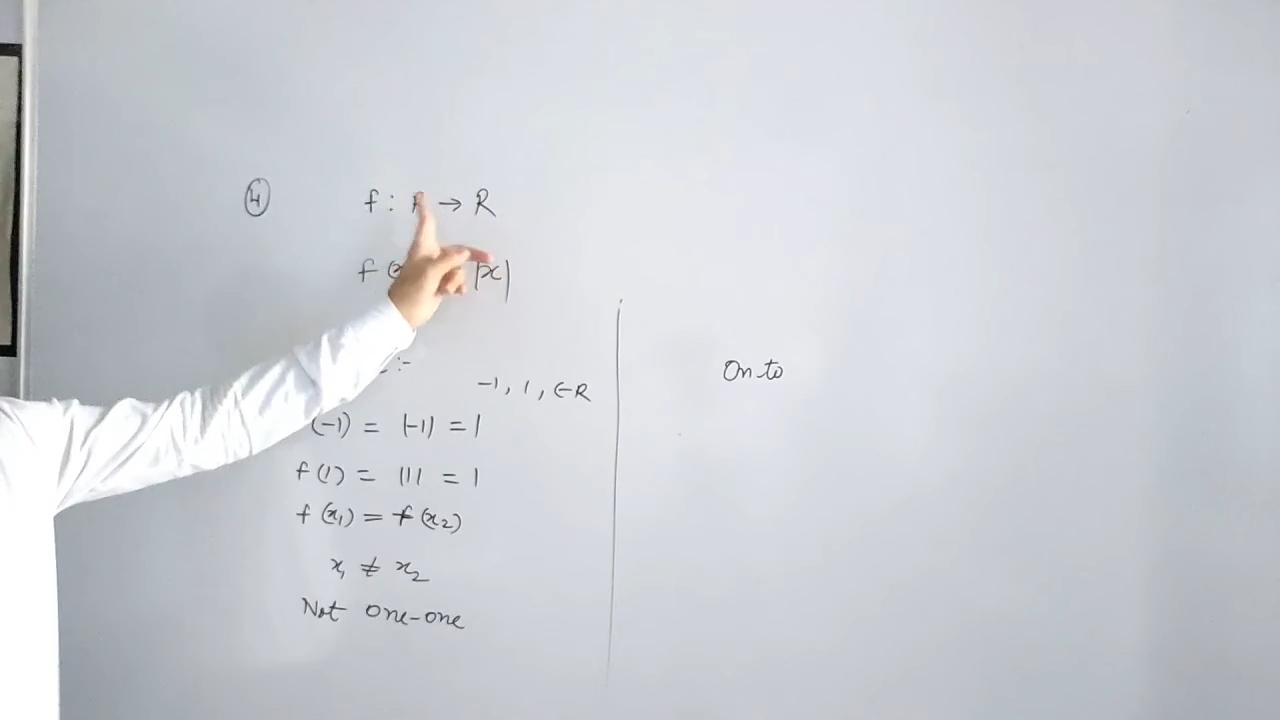 ④ f : R → R
f(x |x|
:-
-1, 1, ∈ R
(-1) = |-1| = 1
f(1) = |1| = 1
f(x₁) = f(x₂)
x₁ ≠ x₂
Not one-one
On to